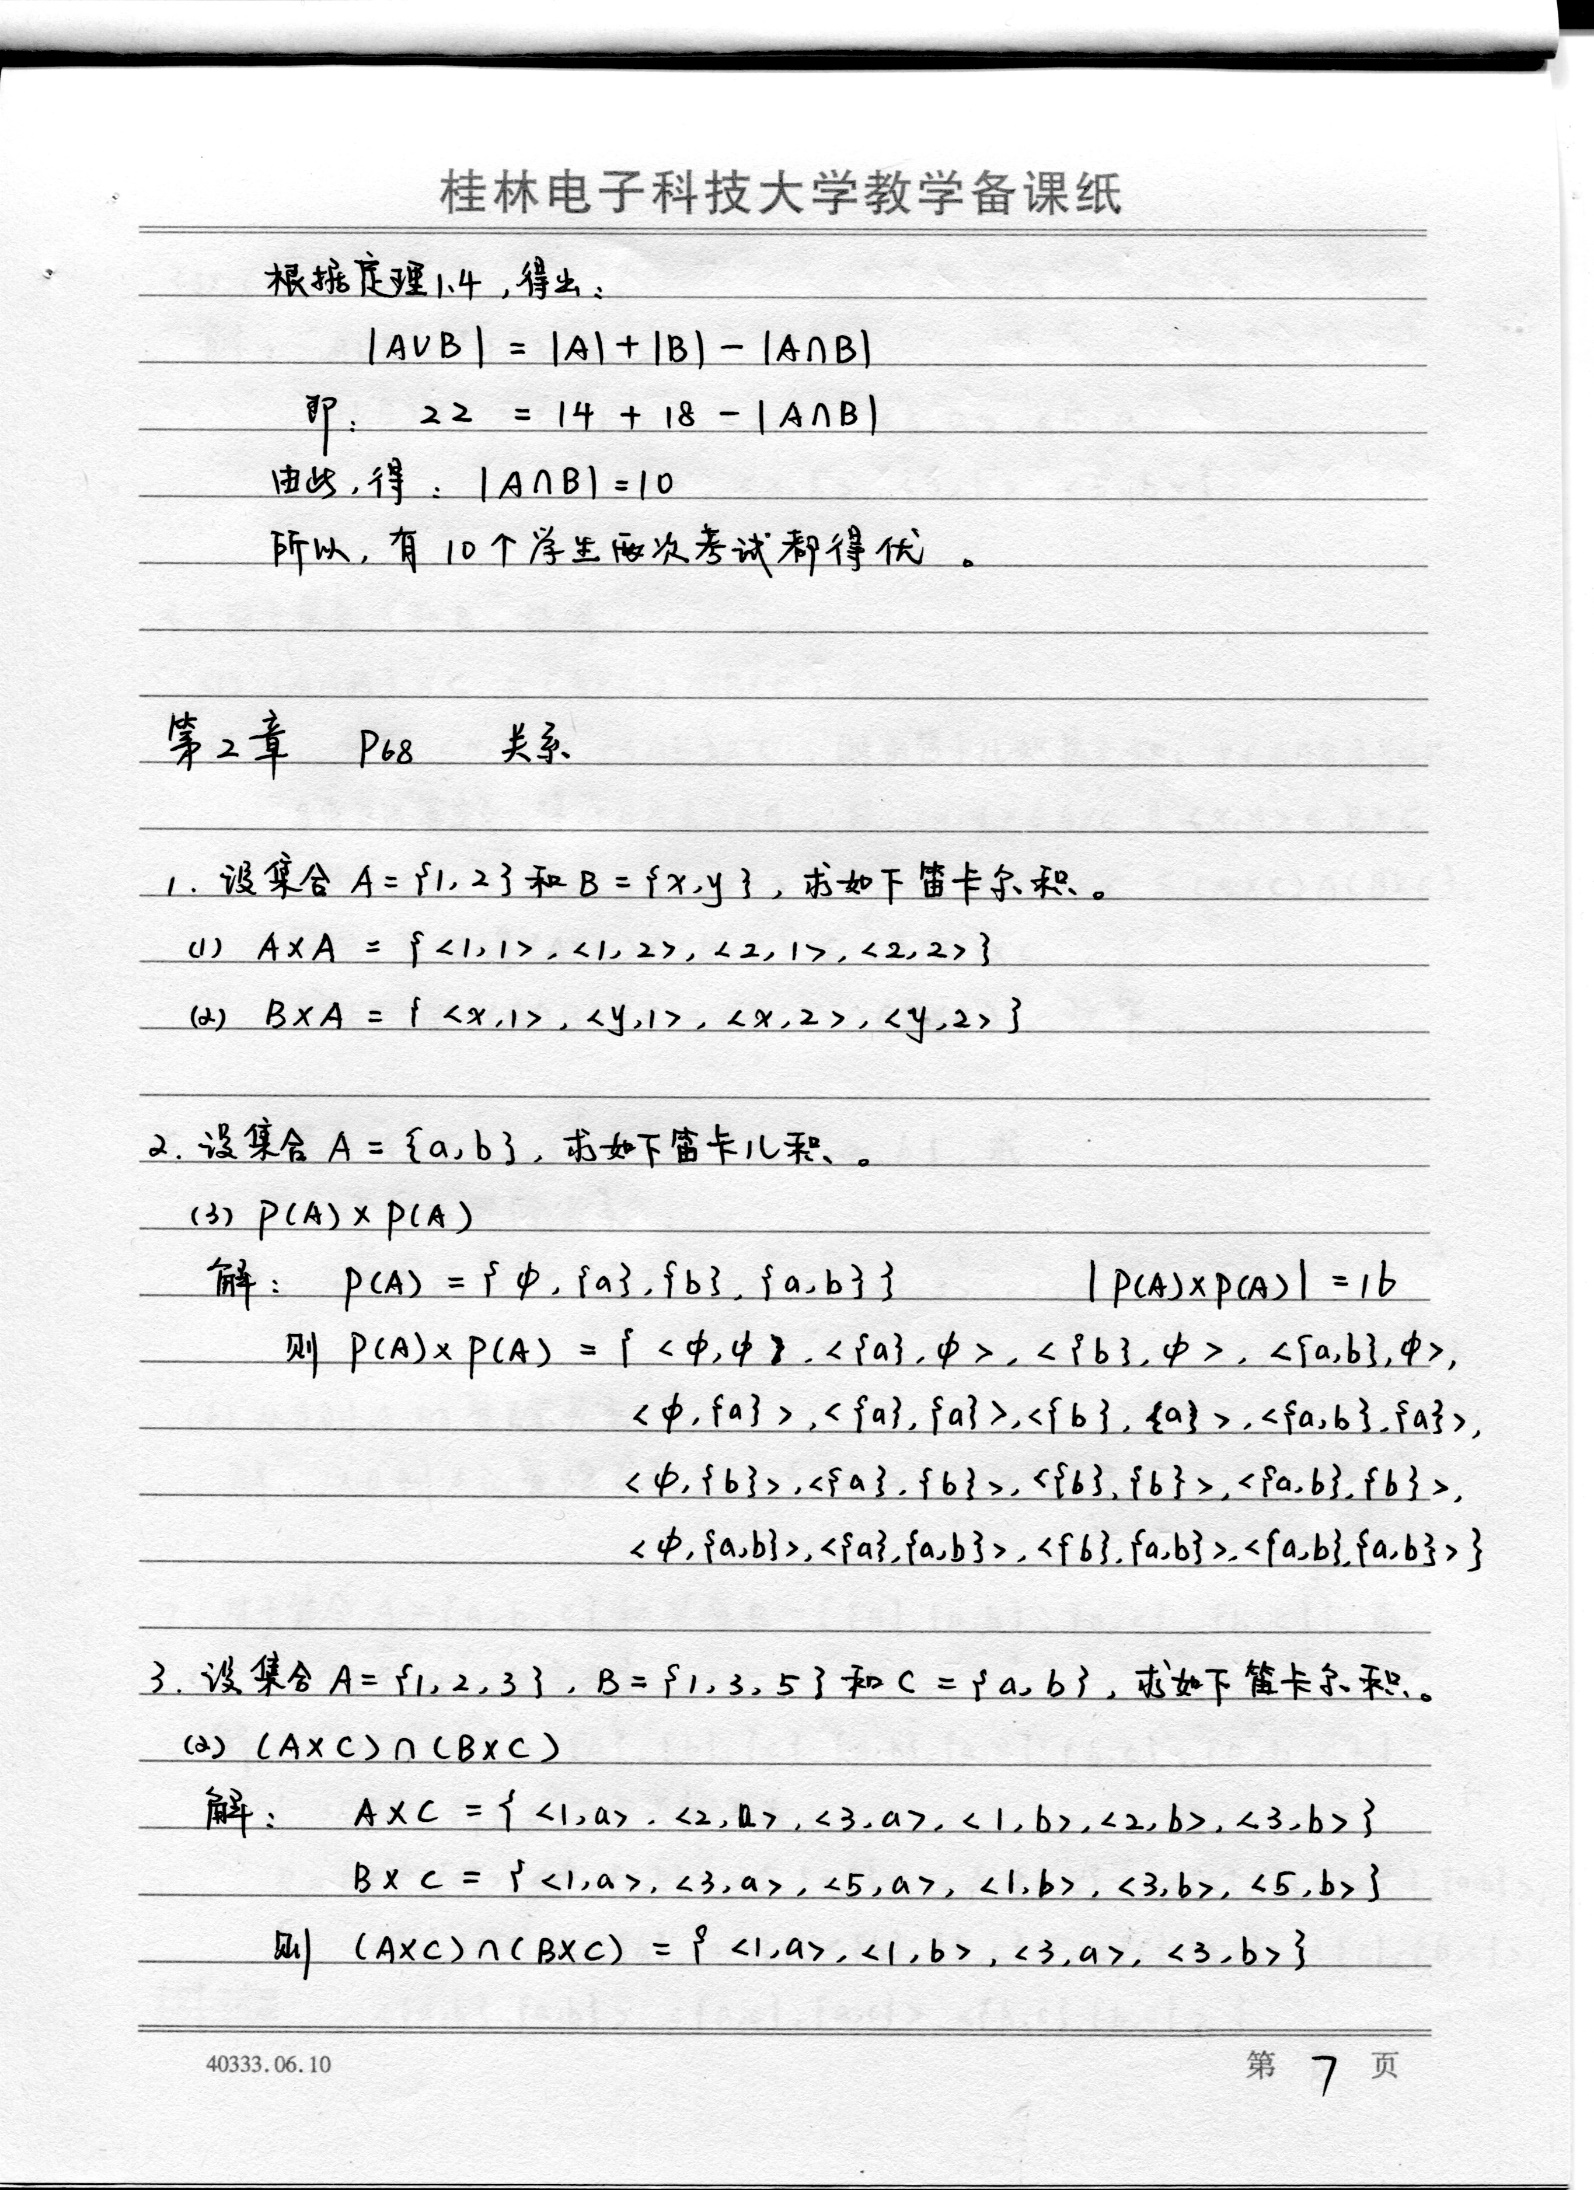 桂林电子科技大学教学备课纸
根据定理1.4,得出:
|A∪B| = |A|+|B|-|A∩B|
即: 22 = 14 + 18 - |A∩B|
由此,得: |A∩B|=10
所以,有10个学生两次考试都得优。
第2章 P68 关系
1. 设集合A={1,2}和B={x,y},求如下笛卡尔积。
(1) A×A = {<1,1>,<1,2>,<2,1>,<2,2>}
(2) B×A = {<x,1>,<y,1>,<x,2>,<y,2>}
2. 设集合A={a,b},求如下笛卡儿积。
(3) P(A)×P(A)
解: P(A) = {φ,{a},{b},{a,b}} |P(A)×P(A)|=16
则 P(A)×P(A) = {<φ,φ>,<{a},φ>,<{b},φ>,<{a,b},φ>,
<φ,{a}>,<{a},{a}>,<{b},{a}>,<{a,b},{a}>,
<φ,{b}>,<{a},{b}>,<{b},{b}>,<{a,b},{b}>,
<φ,{a,b}>,<{a},{a,b}>,<{b},{a,b}>,<{a,b},{a,b}>}
3. 设集合A={1,2,3},B={1,3,5}和C={a,b},求如下笛卡尔积。
(2) (A×C)∩(B×C)
解: A×C = {<1,a>,<2,a>,<3,a>,<1,b>,<2,b>,<3,b>}
B×C = {<1,a>,<3,a>,<5,a>,<1,b>,<3,b>,<5,b>}
则 (A×C)∩(B×C) = {<1,a>,<1,b>,<3,a>,<3,b>}
40333.06.10 第 7 页